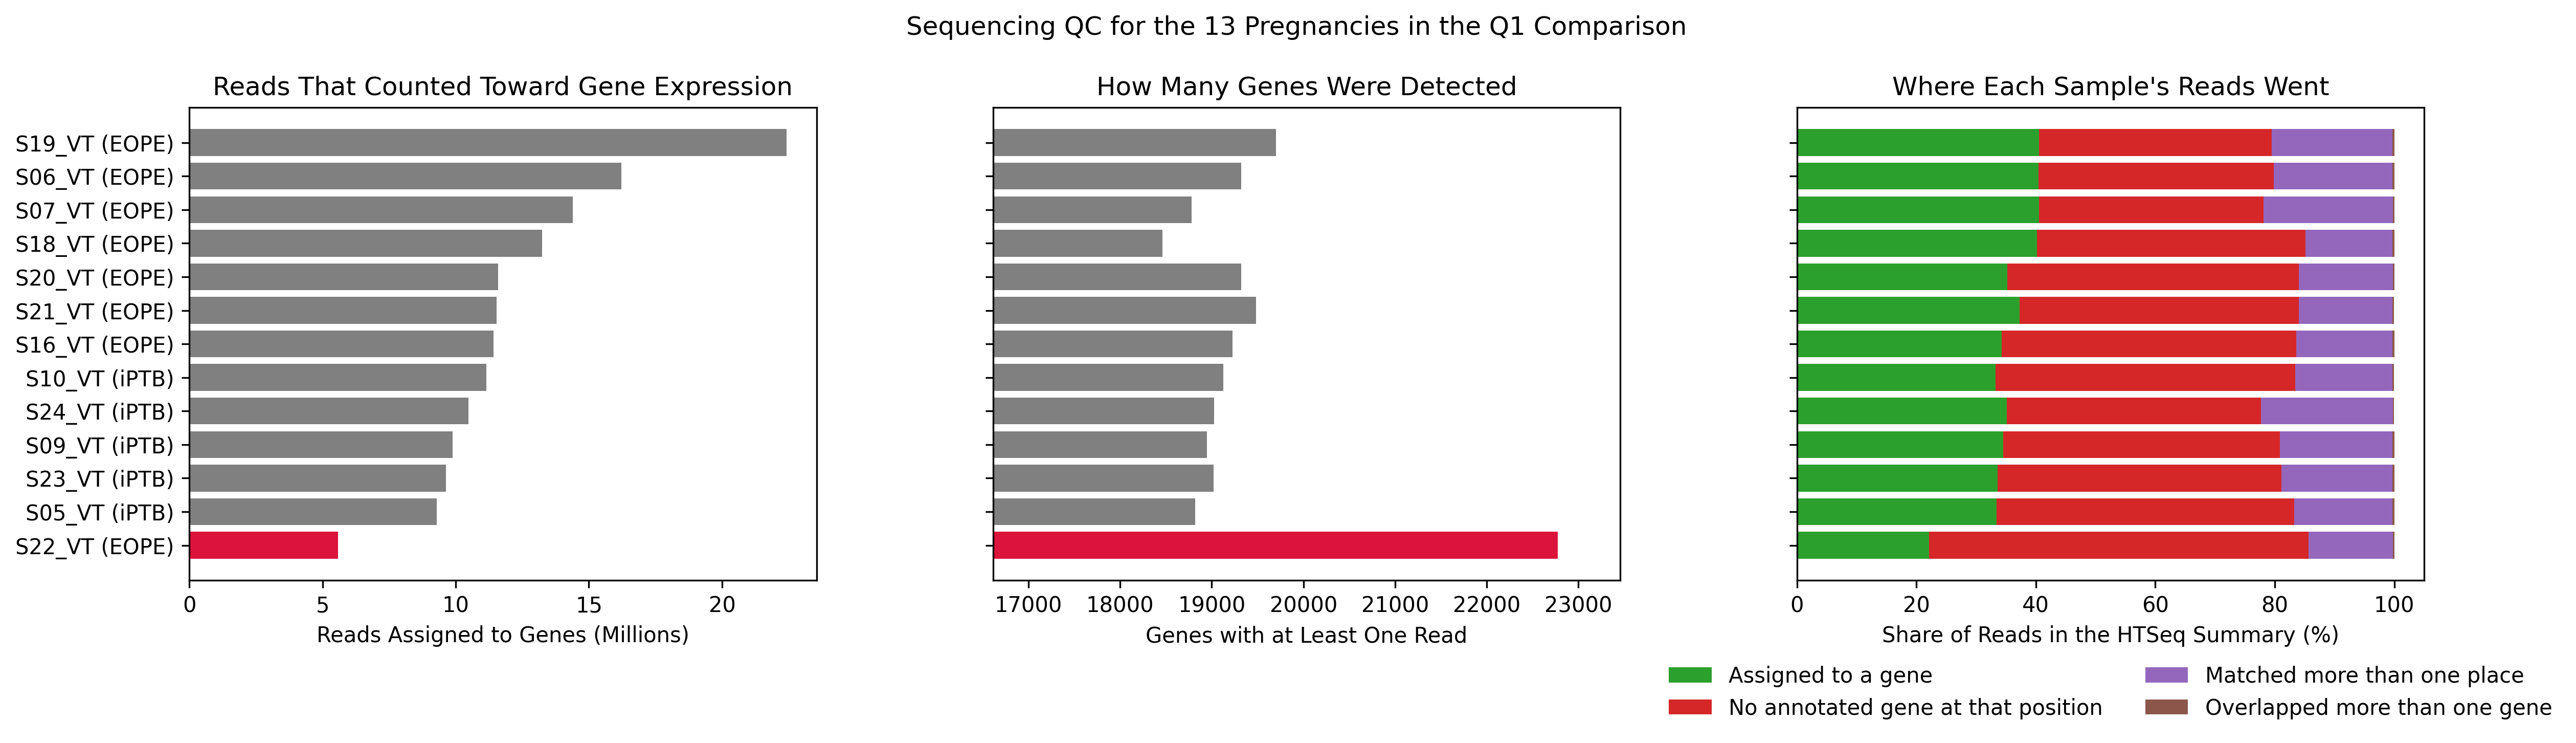 Sequencing QC for the 13 Pregnancies in the Q1 Comparison
Reads That Counted Toward Gene Expression
S19_VT (EOPE)
S06_VT (EOPE)
S07_VT (EOPE)
S18_VT (EOPE)
S20_VT (EOPE)
S21_VT (EOPE)
S16_VT (EOPE)
S10_VT (iPTB)
S24_VT (iPTB)
S09_VT (iPTB)
S23_VT (iPTB)
S05_VT (iPTB)
S22_VT (EOPE)
0 5 10 15 20
Reads Assigned to Genes (Millions)
How Many Genes Were Detected
17000 18000 19000 20000 21000 22000 23000
Genes with at Least One Read
Where Each Sample's Reads Went
0 20 40 60 80 100
Share of Reads in the HTSeq Summary (%)
Assigned to a gene
No annotated gene at that position
Matched more than one place
Overlapped more than one gene